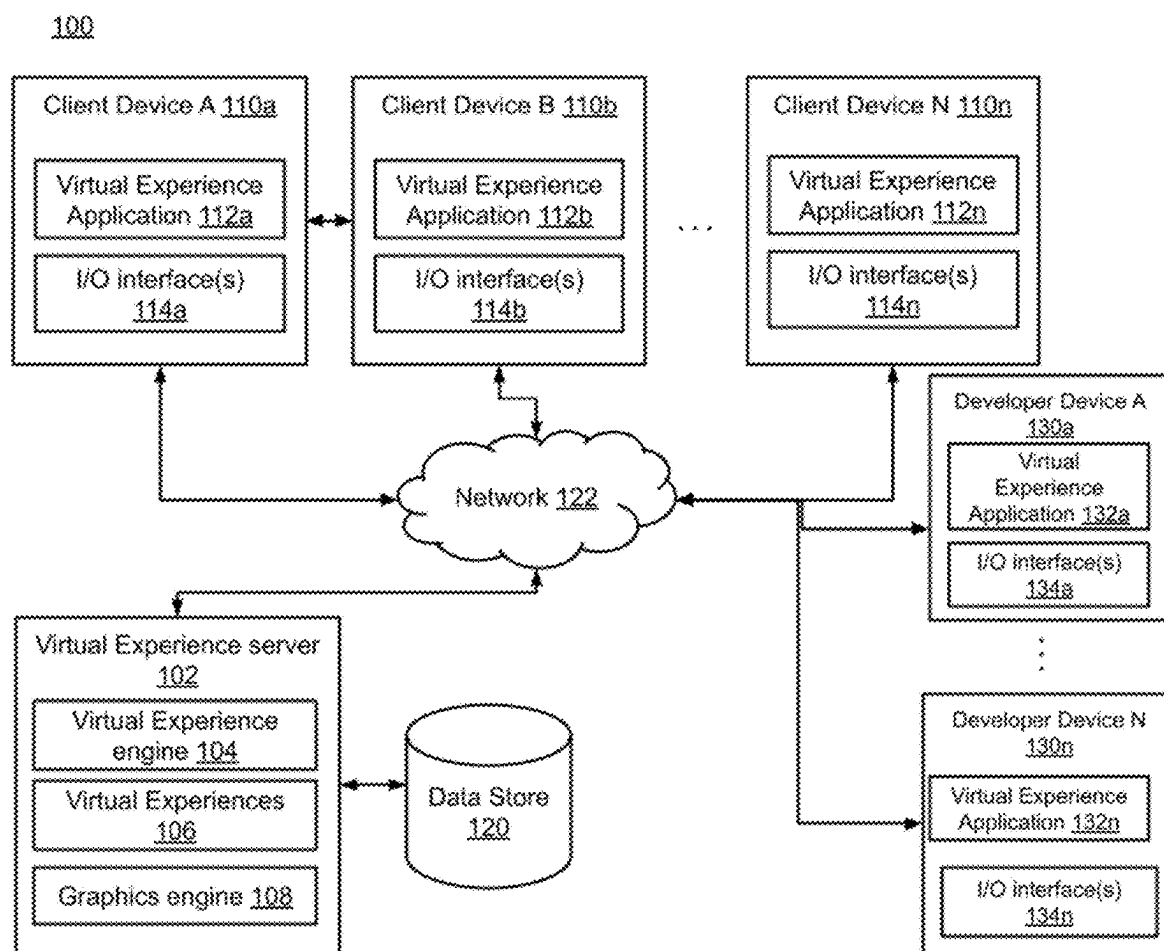 100
Client Device A 110a
Virtual Experience
Application 112a
I/O interface(s)
114a
Client Device B 110b
Virtual Experience
Application 112b
I/O interface(s)
114b
. . .
Client Device N 110n
Virtual Experience
Application 112n
I/O interface(s)
114n
Network 122
Developer Device A
130a
Virtual
Experience
Application 132a
I/O interface(s)
134a
Virtual Experience server
102
Virtual Experience
engine 104
Virtual Experiences
106
Graphics engine 108
Data Store
120
Developer Device N
130n
Virtual Experience
Application 132n
I/O interface(s)
134n